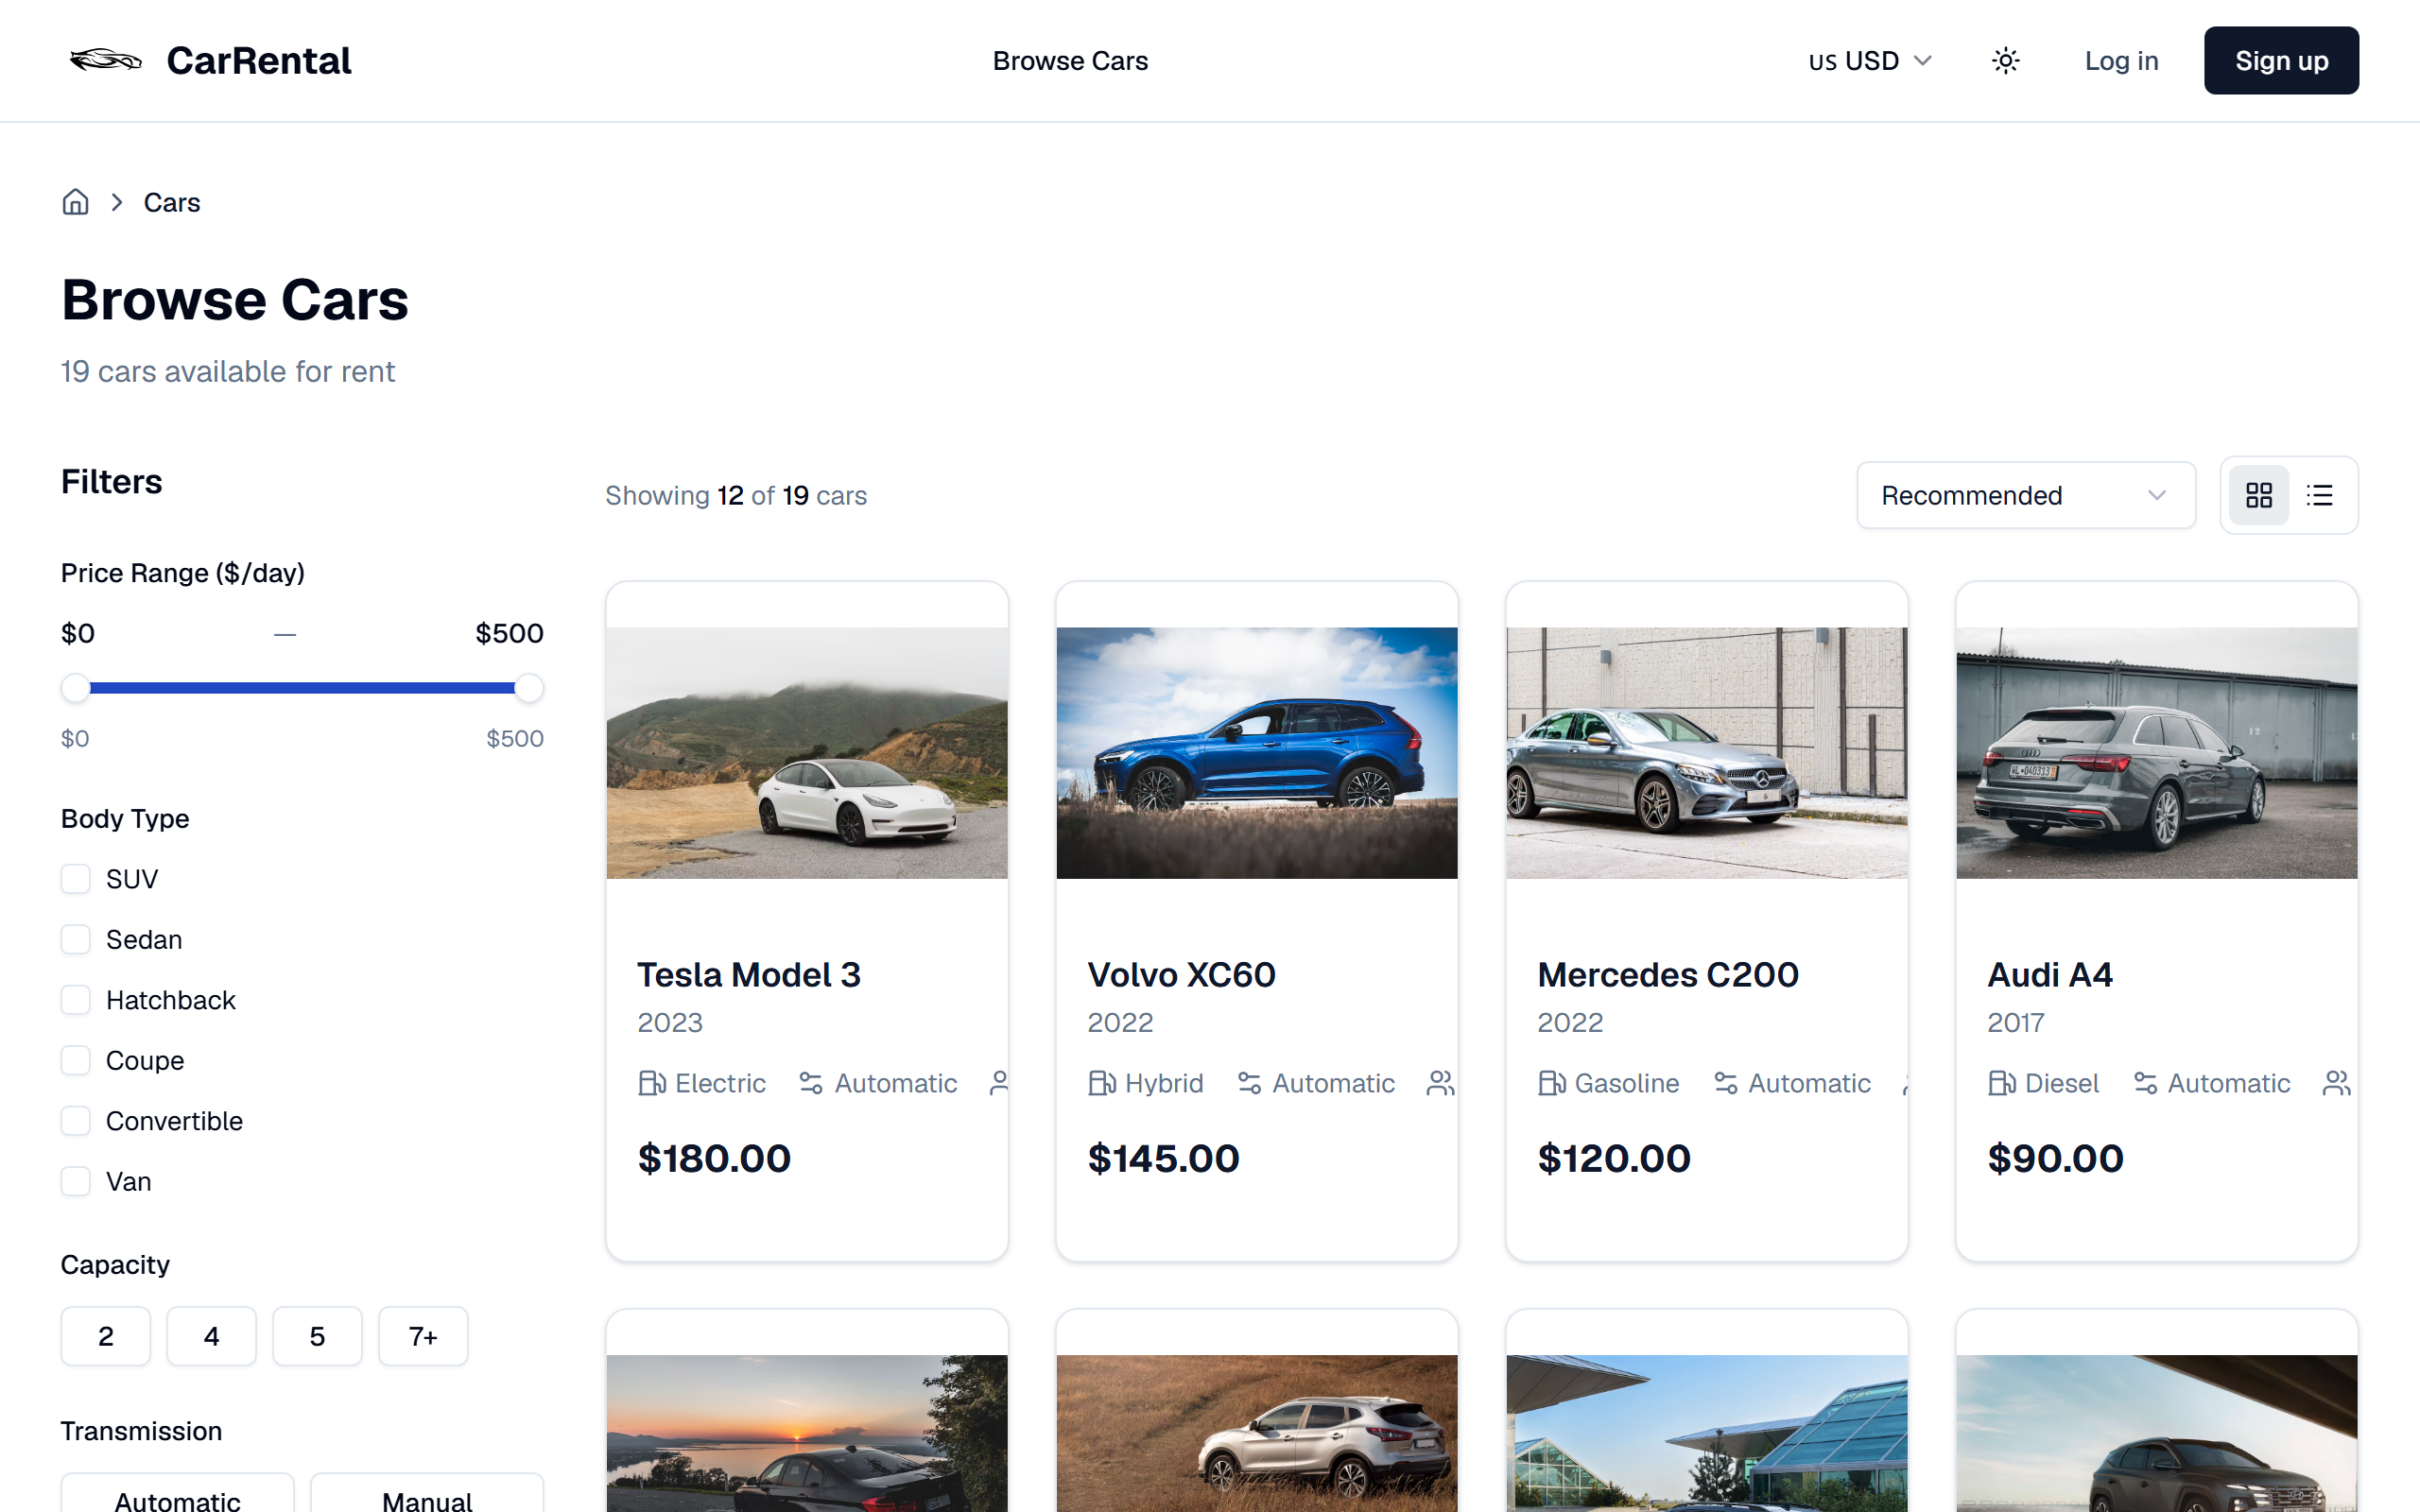 CarRental
Browse Cars
US USD
Log in
Sign up
Cars
Browse Cars
19 cars available for rent
Filters
Showing 12 of 19 cars
Recommended
Price Range ($/day)
$0 — $500
$0 $500
Body Type
SUV
Sedan
Hatchback
Coupe
Convertible
Van
Capacity
2 4 5 7+
Transmission
Automatic Manual
Tesla Model 3
2023
Electric Automatic
$180.00
Volvo XC60
2022
Hybrid Automatic
$145.00
Mercedes C200
2022
Gasoline Automatic
$120.00
Audi A4
2017
Diesel Automatic
$90.00